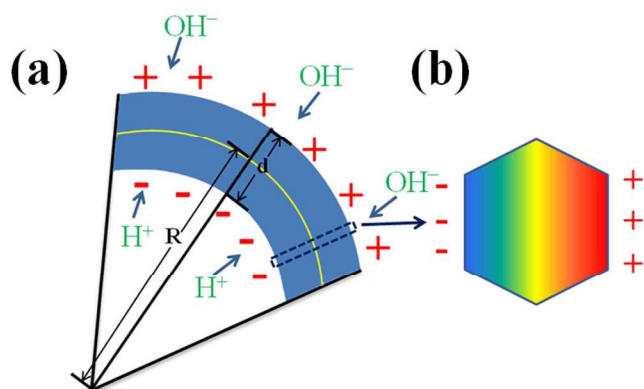 (a)
OH⁻
OH⁻
(b)
+ + + + + +
d
OH⁻
- - - - -
H⁺
R
H⁺
- + 
- +
- +